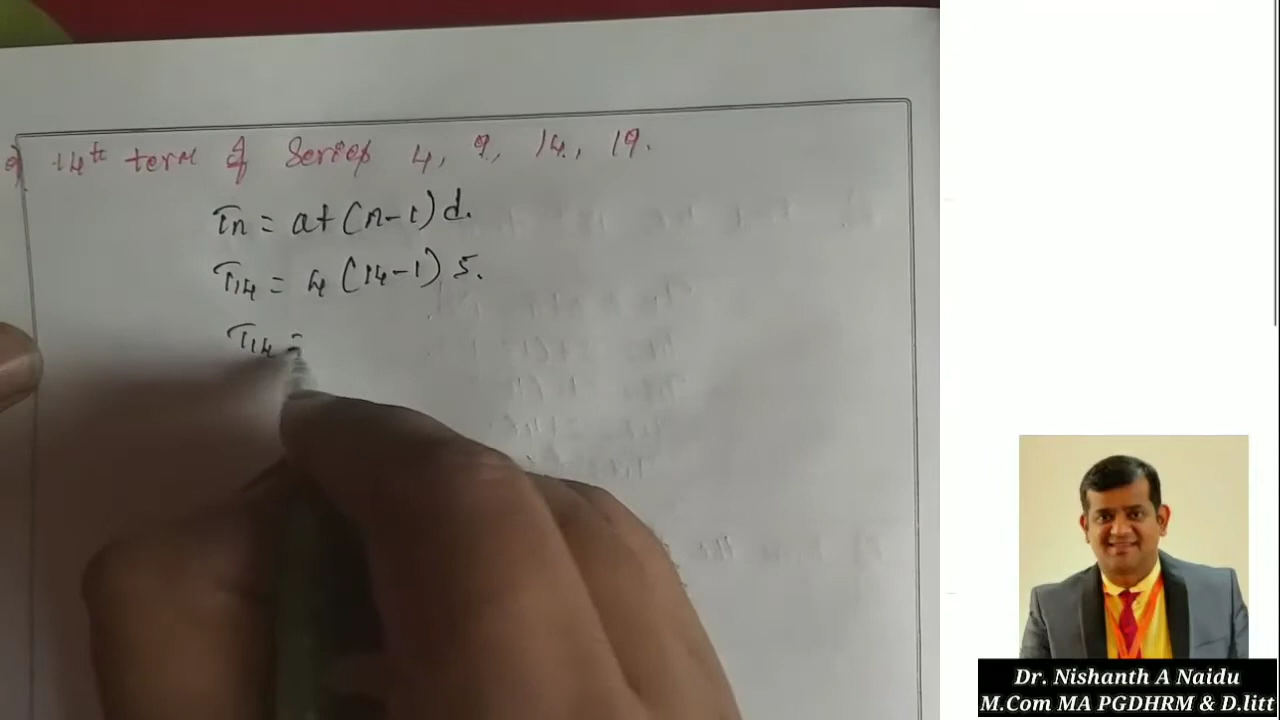 14th term of Series 4, 9, 14, 19.
Tn = a+(n-1)d.
T14 = 4(14-1)5.
T14 =
Dr. Nishanth A Naidu
M.Com MA PGDHRM & D.litt